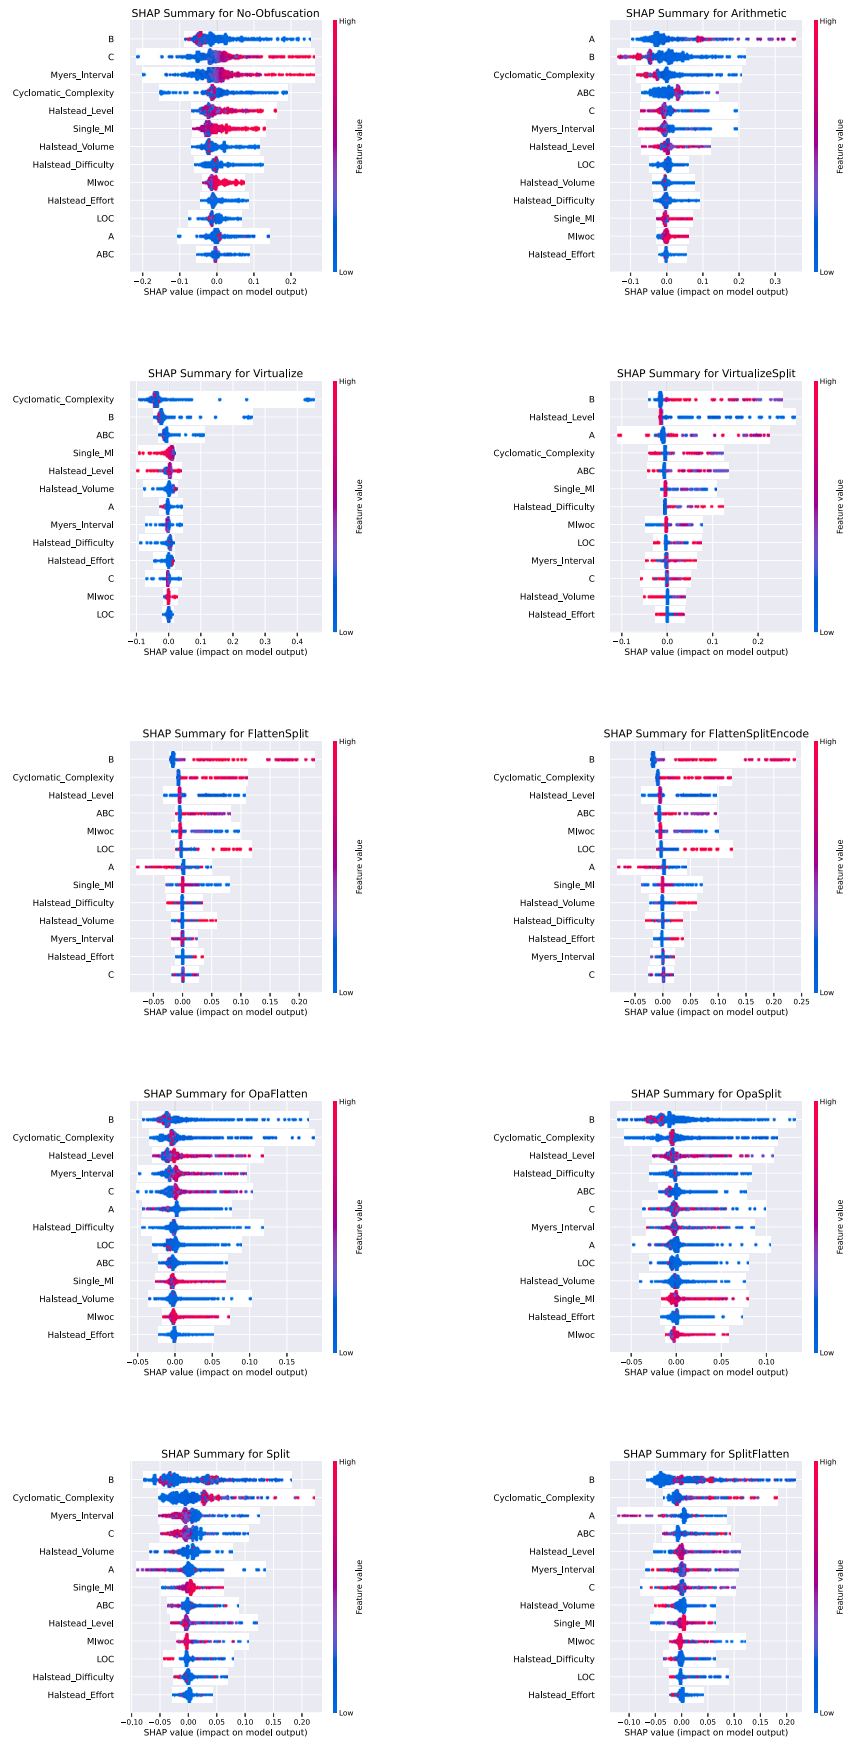 SHAP Summary for No-Obfuscation
High
B
C
Myers_Interval
Cyclomatic_Complexity
Halstead_Level
Single_MI
Halstead_Volume
Halstead_Difficulty
MIwoc
Halstead_Effort
LOC
A
ABC
Feature value
Low
−0.2 −0.1 0.0 0.1 0.2
SHAP value (impact on model output)
SHAP Summary for Arithmetic
High
A
B
Cyclomatic_Complexity
ABC
C
Myers_Interval
Halstead_Level
LOC
Halstead_Volume
Halstead_Difficulty
Single_MI
MIwoc
Halstead_Effort
Feature value
Low
−0.1 0.0 0.1 0.2 0.3
SHAP value (impact on model output)
SHAP Summary for Virtualize
High
Cyclomatic_Complexity
B
ABC
Single_MI
Halstead_Level
Halstead_Volume
A
Myers_Interval
Halstead_Difficulty
Halstead_Effort
C
MIwoc
LOC
Feature value
Low
−0.1 0.0 0.1 0.2 0.3 0.4
SHAP value (impact on model output)
SHAP Summary for VirtualizeSplit
High
B
Halstead_Level
A
Cyclomatic_Complexity
ABC
Single_MI
Halstead_Difficulty
MIwoc
LOC
Myers_Interval
C
Halstead_Volume
Halstead_Effort
Feature value
Low
−0.1 0.0 0.1 0.2
SHAP value (impact on model output)
SHAP Summary for FlattenSplit
High
B
Cyclomatic_Complexity
Halstead_Level
ABC
MIwoc
LOC
A
Single_MI
Halstead_Difficulty
Halstead_Volume
Myers_Interval
Halstead_Effort
C
Feature value
Low
−0.05 0.00 0.05 0.10 0.15 0.20
SHAP value (impact on model output)
SHAP Summary for FlattenSplitEncode
High
B
Cyclomatic_Complexity
Halstead_Level
ABC
MIwoc
LOC
A
Single_MI
Halstead_Volume
Halstead_Difficulty
Halstead_Effort
Myers_Interval
C
Feature value
Low
−0.05 0.00 0.05 0.10 0.15 0.20 0.25
SHAP value (impact on model output)
SHAP Summary for OpaFlatten
High
B
Cyclomatic_Complexity
Halstead_Level
Myers_Interval
C
A
Halstead_Difficulty
LOC
ABC
Single_MI
Halstead_Volume
MIwoc
Halstead_Effort
Feature value
Low
−0.05 0.00 0.05 0.10 0.15
SHAP value (impact on model output)
SHAP Summary for OpaSplit
High
B
Cyclomatic_Complexity
Halstead_Level
Halstead_Difficulty
ABC
C
Myers_Interval
A
LOC
Halstead_Volume
Single_MI
Halstead_Effort
MIwoc
Feature value
Low
−0.05 0.00 0.05 0.10
SHAP value (impact on model output)
SHAP Summary for Split
High
B
Cyclomatic_Complexity
Myers_Interval
C
Halstead_Volume
A
Single_MI
ABC
Halstead_Level
MIwoc
LOC
Halstead_Difficulty
Halstead_Effort
Feature value
Low
−0.10 −0.05 0.00 0.05 0.10 0.15 0.20
SHAP value (impact on model output)
SHAP Summary for SplitFlatten
High
B
Cyclomatic_Complexity
A
ABC
Halstead_Level
Myers_Interval
C
Halstead_Volume
Single_MI
MIwoc
Halstead_Difficulty
LOC
Halstead_Effort
Feature value
Low
−0.10 −0.05 0.00 0.05 0.10 0.15 0.20
SHAP value (impact on model output)